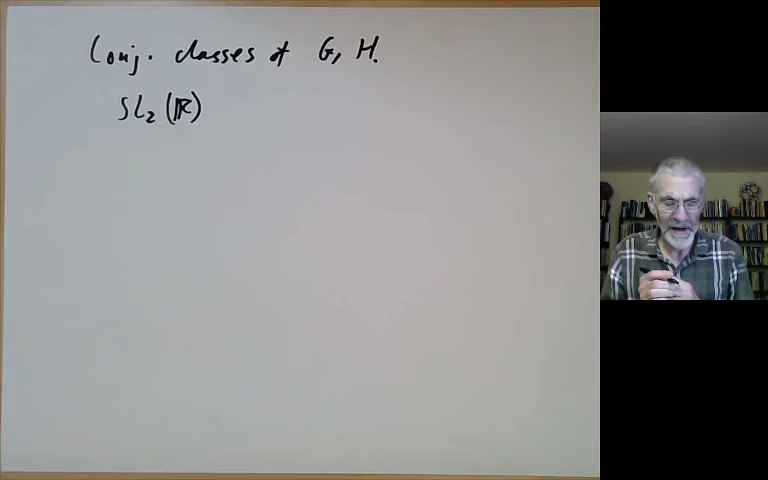 Conj. classes of G, H.
SL₂(ℝ)